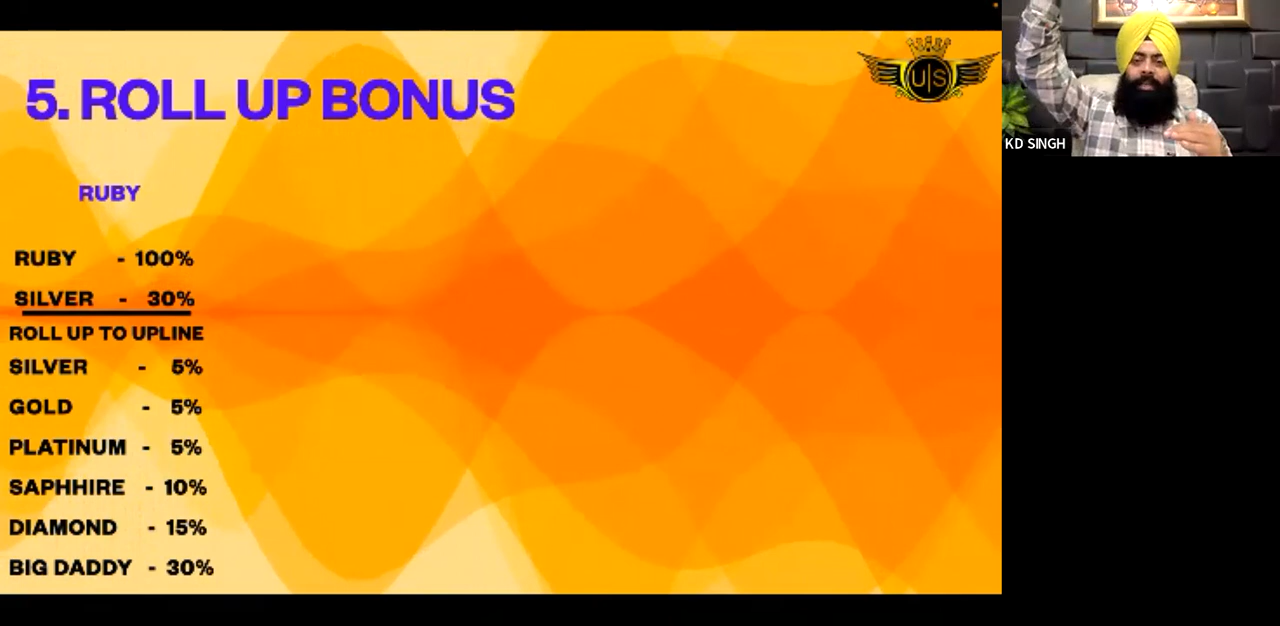 5. ROLL UP BONUS
U|S
KD SINGH
RUBY
RUBY - 100%
SILVER - 30%
ROLL UP TO UPLINE
SILVER - 5%
GOLD - 5%
PLATINUM - 5%
SAPHHIRE - 10%
DIAMOND - 15%
BIG DADDY - 30%